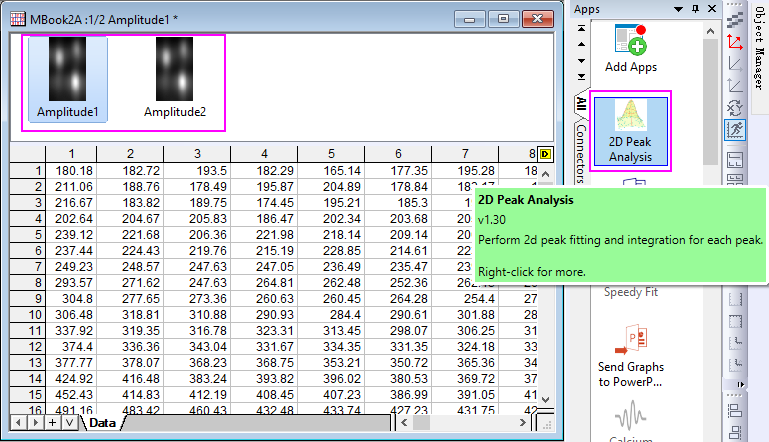 MBook2A :1/2 Amplitude1 *
Amplitude1 Amplitude2
1 2 3 4 5 6 7 8 D
1 180.18 182.72 193.5 182.29 165.14 177.35 195.28 18
2 211.06 188.76 178.49 195.87 204.89 178.84
3 216.67 183.82 189.75 174.45 195.21 185.3
4 202.64 204.67 205.83 186.47 202.34 203.68 20
5 239.12 221.68 206.36 221.98 218.14 209.14 20
6 237.44 224.43 219.76 215.19 228.85 214.61 22
7 249.23 248.57 247.63 247.05 236.49 235.47 23
8 293.57 271.62 247.63 264.81 262.48 252.36
9 304.8 277.65 273.36 260.63 260.45 264.28 254.4 27
10 306.48 318.81 310.88 290.93 284.4 290.61 301.88 28
11 337.92 319.35 316.78 323.31 313.45 298.07 306.25 31
12 374.4 336.36 343.04 331.67 334.35 331.35 324.18 33
13 377.77 378.07 368.23 368.75 353.21 350.72 365.36 34
14 424.92 416.48 383.24 393.82 396.02 380.53 369.72 37
15 452.43 414.83 412.19 408.45 407.23 386.99 391.05 41
16 491.16 483.42 460.43 432.48 433.74 427.23 431.75 42
Data
Apps
Add Apps
All
Connectors
2D Peak
Analysis
2D Peak Analysis
v1.30
Perform 2d peak fitting and integration for each peak.
Right-click for more.
Speedy Fit
Send Graphs
to PowerP...
Calcium
Object Manager